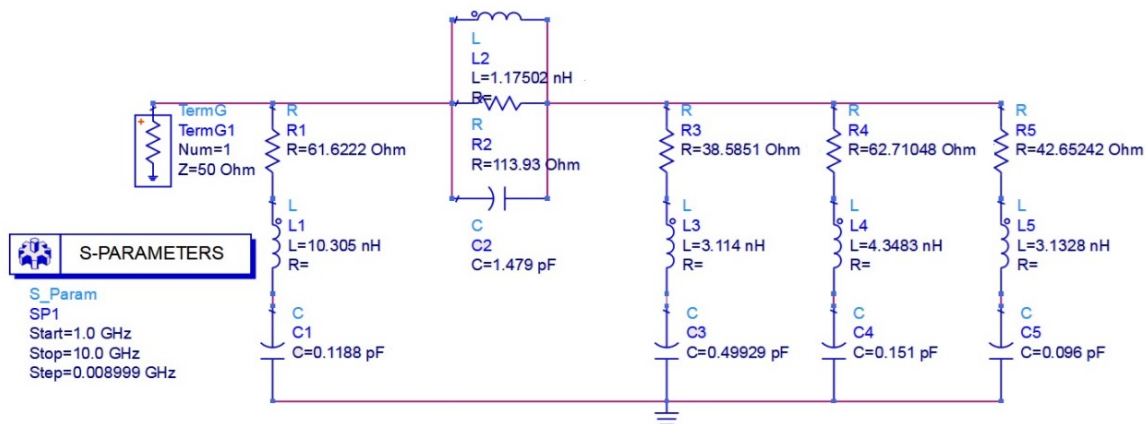 L
L2
L=1.17502 nH
R=
R
R2
R=113.93 Ohm
C
C2
C=1.479 pF
TermG
TermG1
Num=1
Z=50 Ohm
R
R1
R=61.6222 Ohm
L
L1
L=10.305 nH
R=
C
C1
C=0.1188 pF
R
R3
R=38.5851 Ohm
L
L3
L=3.114 nH
R=
C
C3
C=0.49929 pF
R
R4
R=62.71048 Ohm
L
L4
L=4.3483 nH
R=
C
C4
C=0.151 pF
R
R5
R=42.65242 Ohm
L
L5
L=3.1328 nH
R=
C
C5
C=0.096 pF
S-PARAMETERS
S_Param
SP1
Start=1.0 GHz
Stop=10.0 GHz
Step=0.008999 GHz